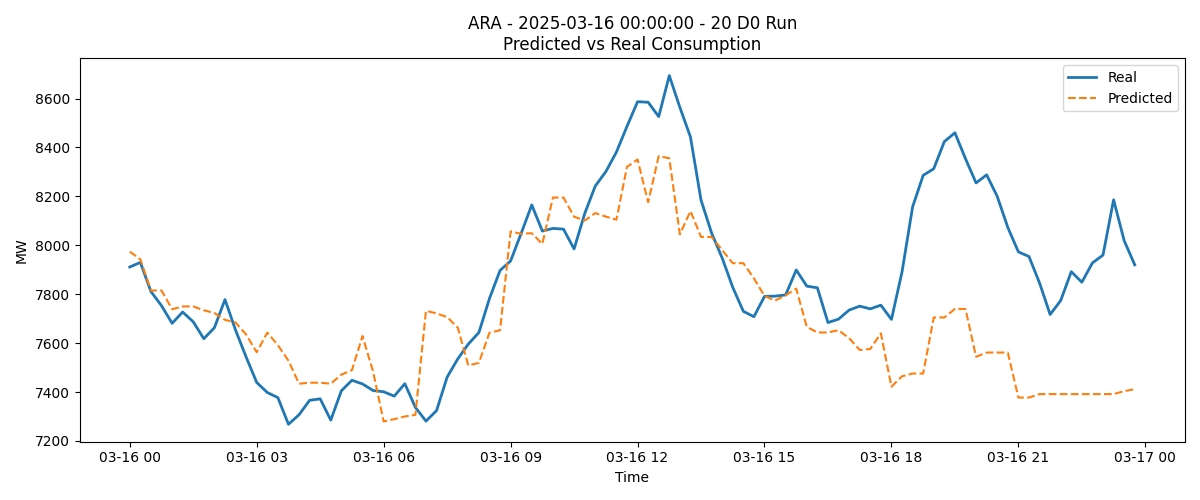 ARA - 2025-03-16 00:00:00 - 20 D0 Run
Predicted vs Real Consumption
Real
Predicted
MW
8600
8400
8200
8000
7800
7600
7400
7200
03-16 00 03-16 03 03-16 06 03-16 09 03-16 12 03-16 15 03-16 18 03-16 21 03-17 00
Time